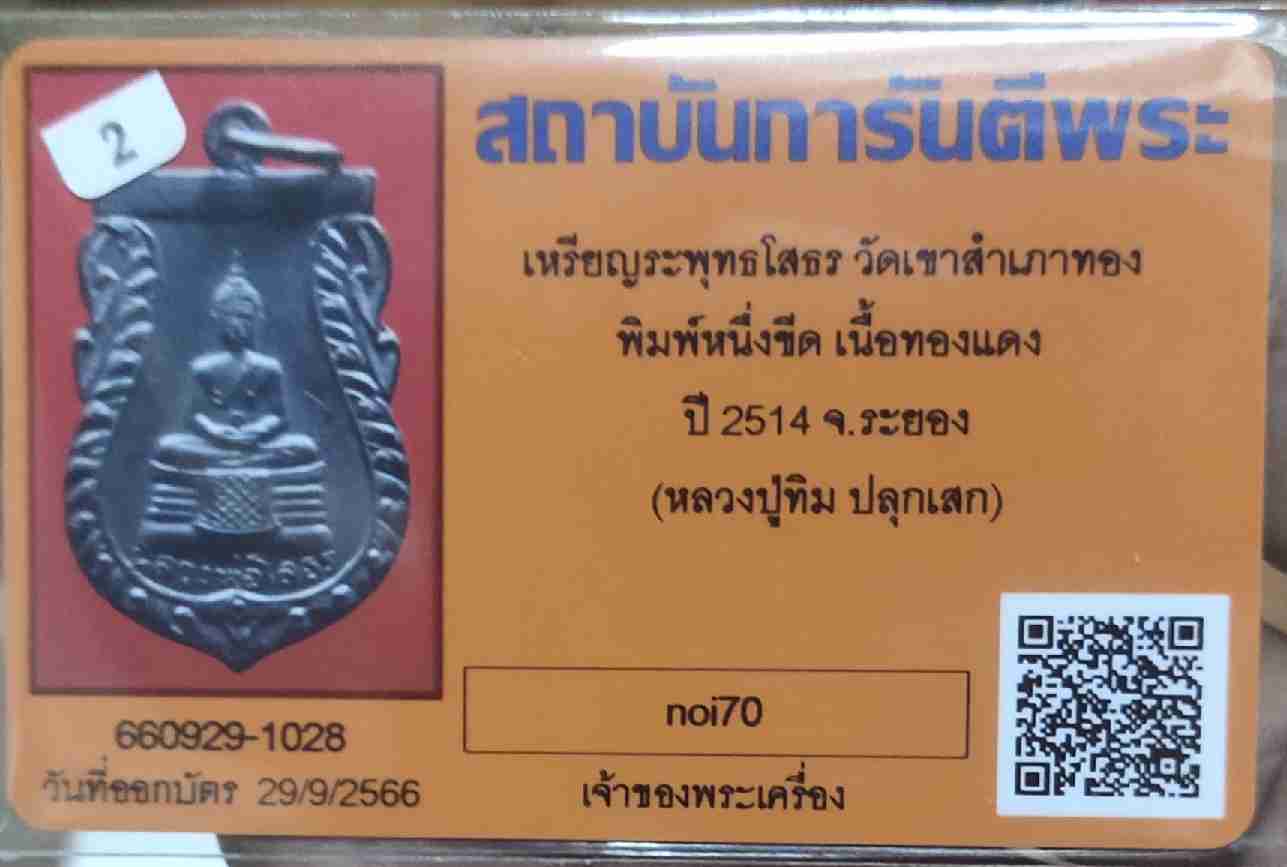 สถาบันการันตีพระ
2
เหรียญระพุทธโสธร วัดเขาสำเภาทอง
พิมพ์หนึ่งขีด เนื้อทองแดง
ปี 2514 จ.ระยอง
(หลวงปู่ทิม ปลุกเสก)
noi70
เจ้าของพระเครื่อง
660929-1028
วันที่ออกบัตร 29/9/2566